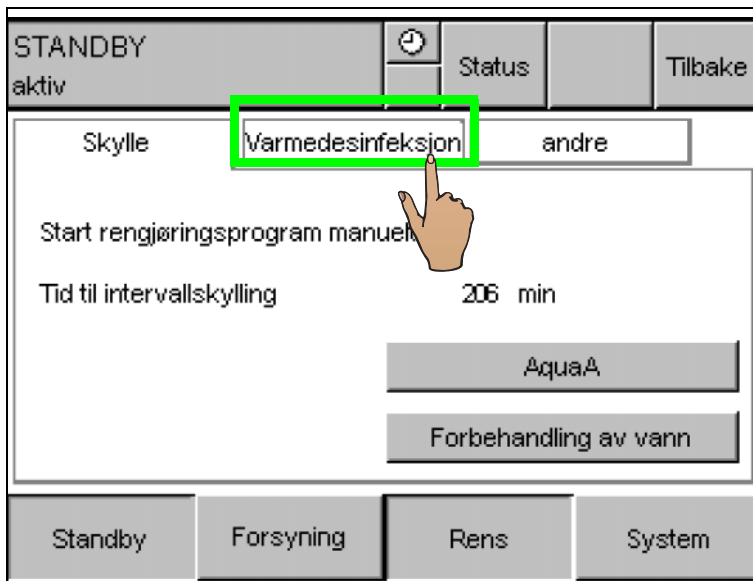 STANDBY
aktiv
Status
Tilbake
Skylle
Varmedesinfeksjon
andre
Start rengjøringsprogram manuelt
Tid til intervallskylling 206 min
AquaA
Forbehandling av vann
Standby
Forsyning
Rens
System